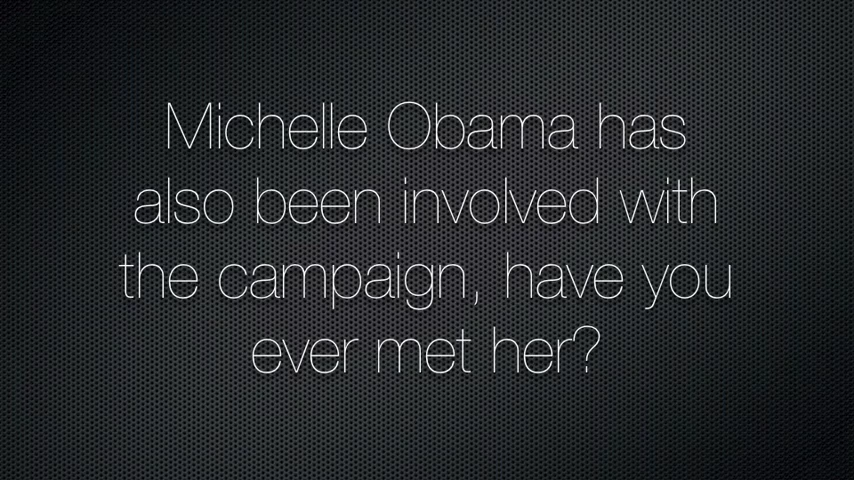 Michelle Obama has
also been involved with
the campaign, have you
ever met her?